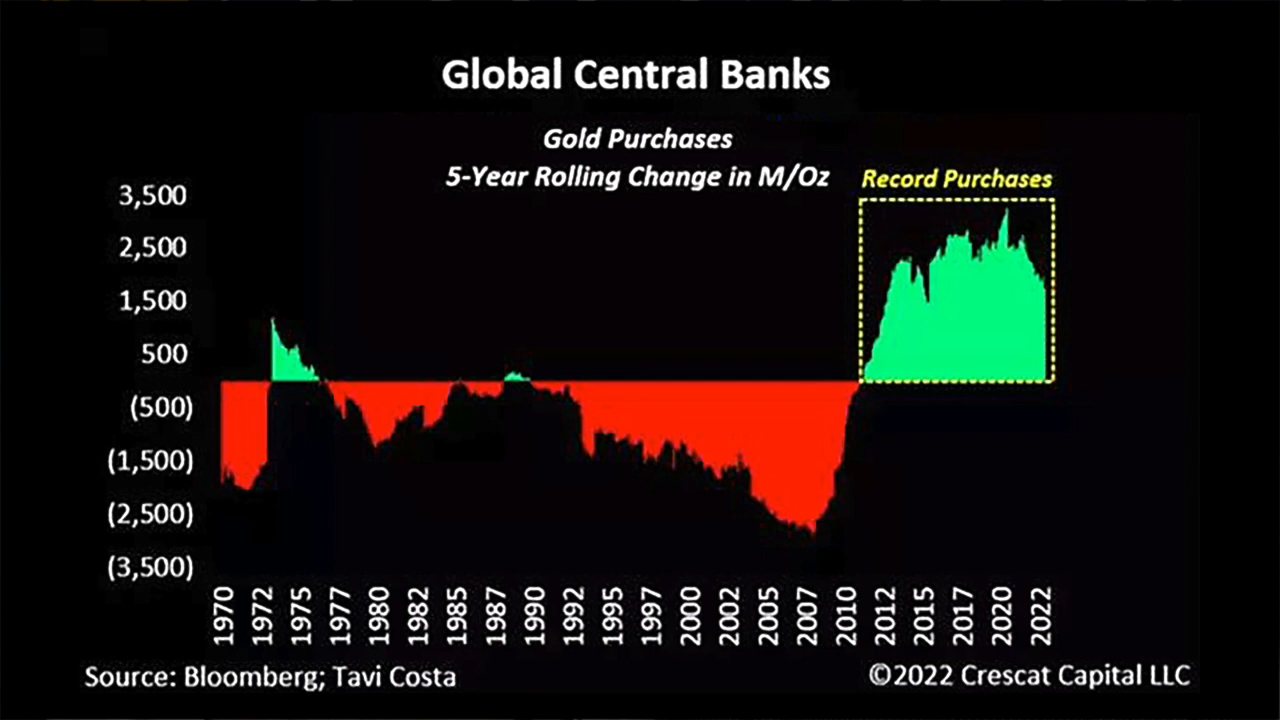 Global Central Banks
Gold Purchases
5-Year Rolling Change in M/Oz
Record Purchases
3,500
2,500
1,500
500
(500)
(1,500)
(2,500)
(3,500)
1970 1972 1975 1977 1980 1982 1985 1987 1990 1992 1995 1997 2000 2002 2005 2007 2010 2012 2015 2017 2020 2022
Source: Bloomberg; Tavi Costa
©2022 Crescat Capital LLC